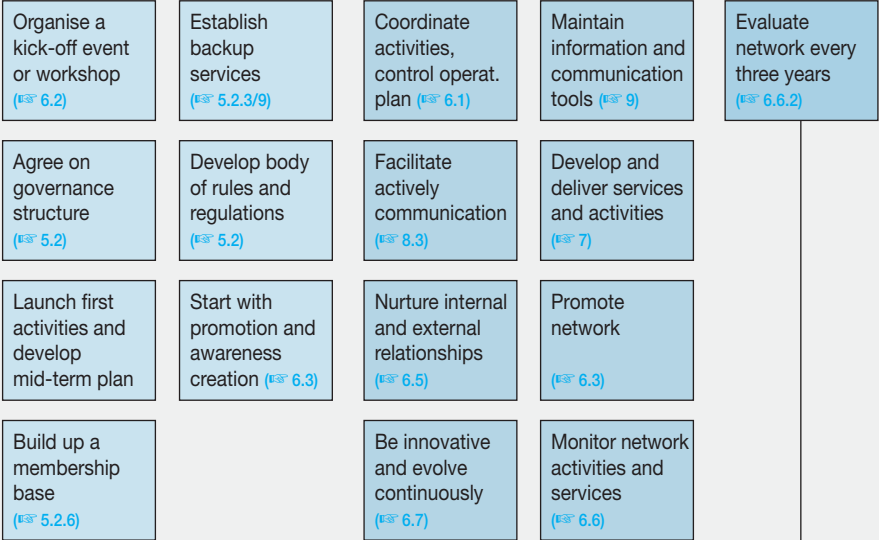 Organise a
kick-off event
or workshop
(☞ 6.2)
Establish
backup
services
(☞ 5.2.3/9)
Coordinate
activities,
control operat.
plan (☞ 6.1)
Maintain
information and
communication
tools (☞ 9)
Evaluate
network every
three years
(☞ 6.6.2)
Agree on
governance
structure
(☞ 5.2)
Develop body
of rules and
regulations
(☞ 5.2)
Facilitate
actively
communication
(☞ 8.3)
Develop and
deliver services
and activities
(☞ 7)
Launch first
activities and
develop
mid-term plan
Start with
promotion and
awareness
creation (☞ 6.3)
Nurture internal
and external
relationships
(☞ 6.5)
Promote
network
(☞ 6.3)
Build up a
membership
base
(☞ 5.2.6)
Be innovative
and evolve
continuously
(☞ 6.7)
Monitor network
activities and
services
(☞ 6.6)